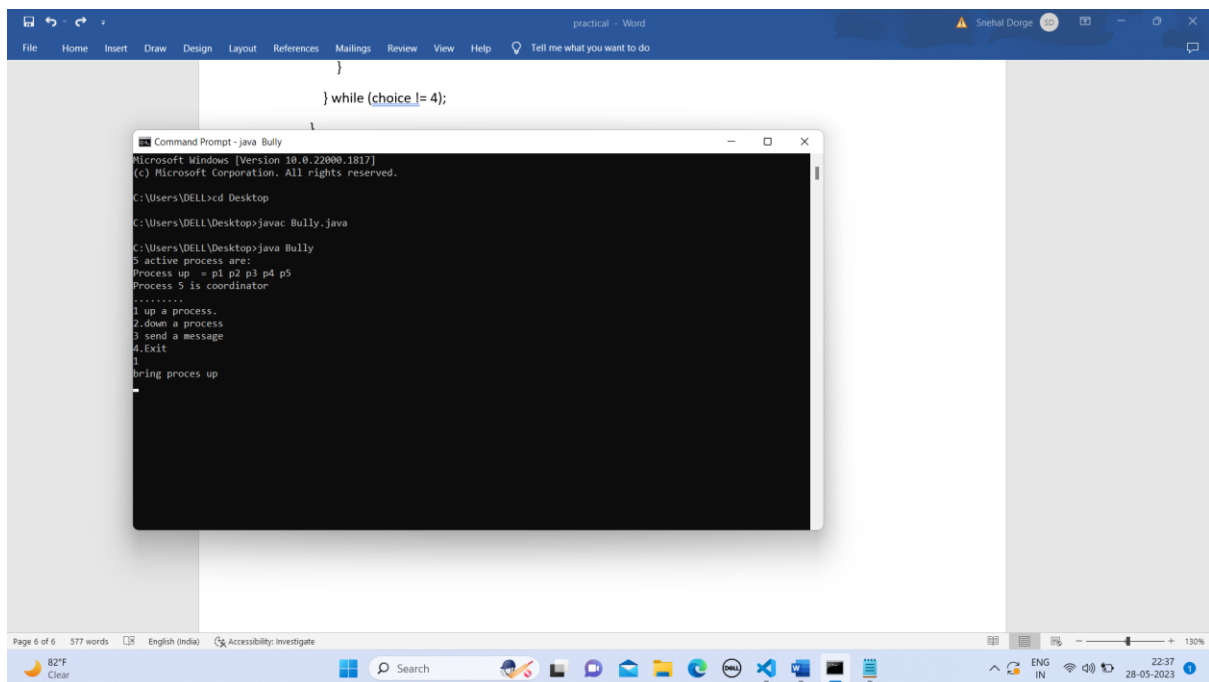 practical - Word
Snehal Dorge SD
File Home Insert Draw Design Layout References Mailings Review View Help Tell me what you want to do
}
} while (choice != 4);
}
Command Prompt - java Bully
Microsoft Windows [Version 10.0.22000.1817]
(c) Microsoft Corporation. All rights reserved.
C:\Users\DELL>cd Desktop
C:\Users\DELL\Desktop>javac Bully.java
C:\Users\DELL\Desktop>java Bully
5 active process are:
Process up  = p1 p2 p3 p4 p5
Process 5 is coordinator
.........
1 up a process.
2.down a process
3 send a message
4.Exit
1
bring proces up
Page 6 of 6 577 words English (India) Accessibility: Investigate 130%
82°F
Clear
Search
DELL
ENG
IN
22:37
28-05-2023
1